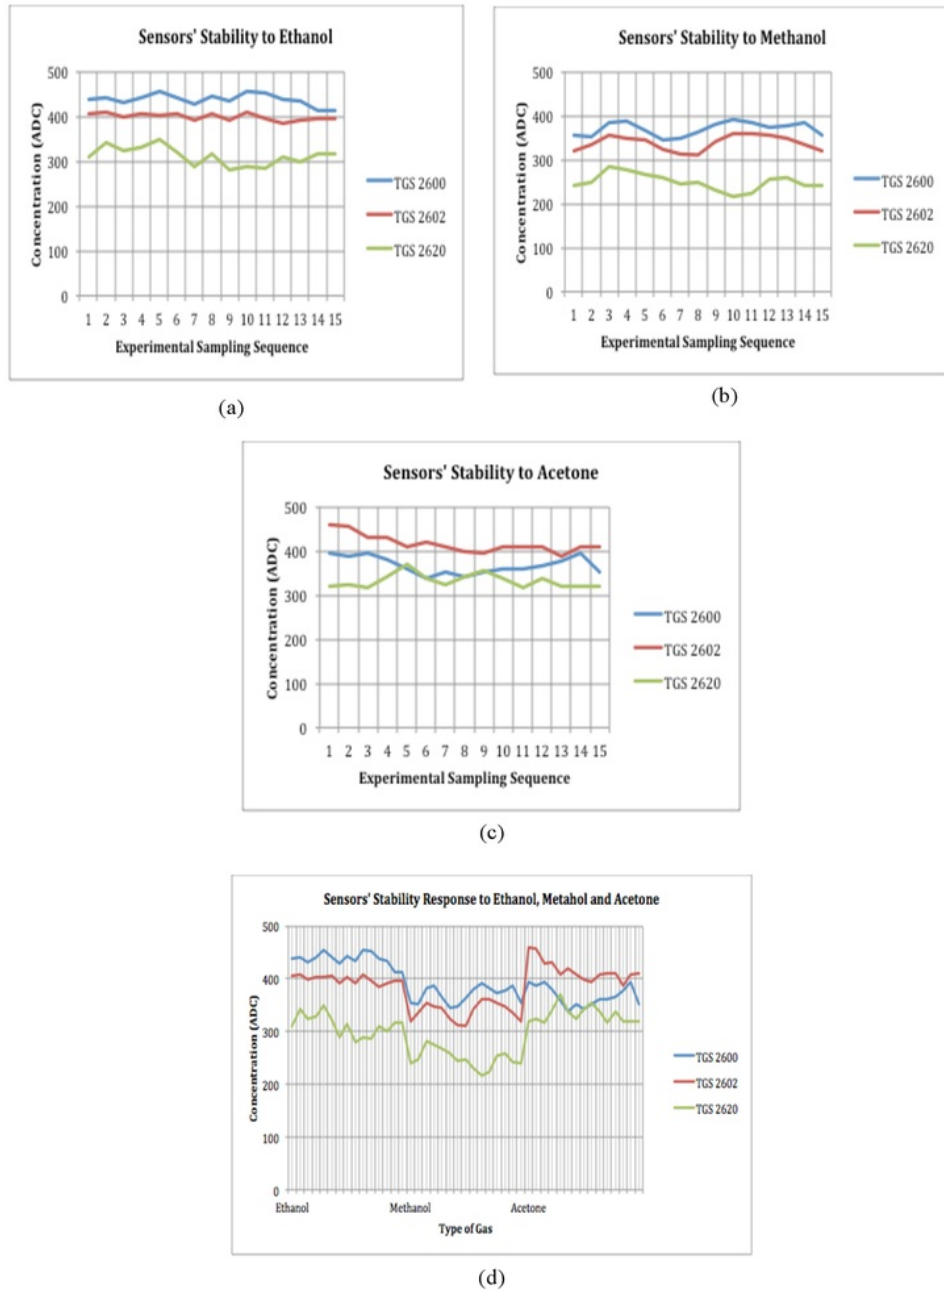 Sensors' Stability to Ethanol
Concentration (ADC)
500
400
300
200
100
0
1 2 3 4 5 6 7 8 9 10 11 12 13 14 15
Experimental Sampling Sequence
TGS 2600
TGS 2602
TGS 2620
(a)
Sensors' Stability to Methanol
Concentration (ADC)
500
400
300
200
100
0
1 2 3 4 5 6 7 8 9 10 11 12 13 14 15
Experimental Sampling Sequence
TGS 2600
TGS 2602
TGS 2620
(b)
Sensors' Stability to Acetone
Concentration (ADC)
500
400
300
200
100
0
1 2 3 4 5 6 7 8 9 10 11 12 13 14 15
Experimental Sampling Sequence
TGS 2600
TGS 2602
TGS 2620
(c)
Sensors' Stability Response to Ethanol, Metahol and Acetone
Concentration (ADC)
500
400
300
200
100
0
Ethanol Methanol Acetone
Type of Gas
TGS 2600
TGS 2602
TGS 2620
(d)